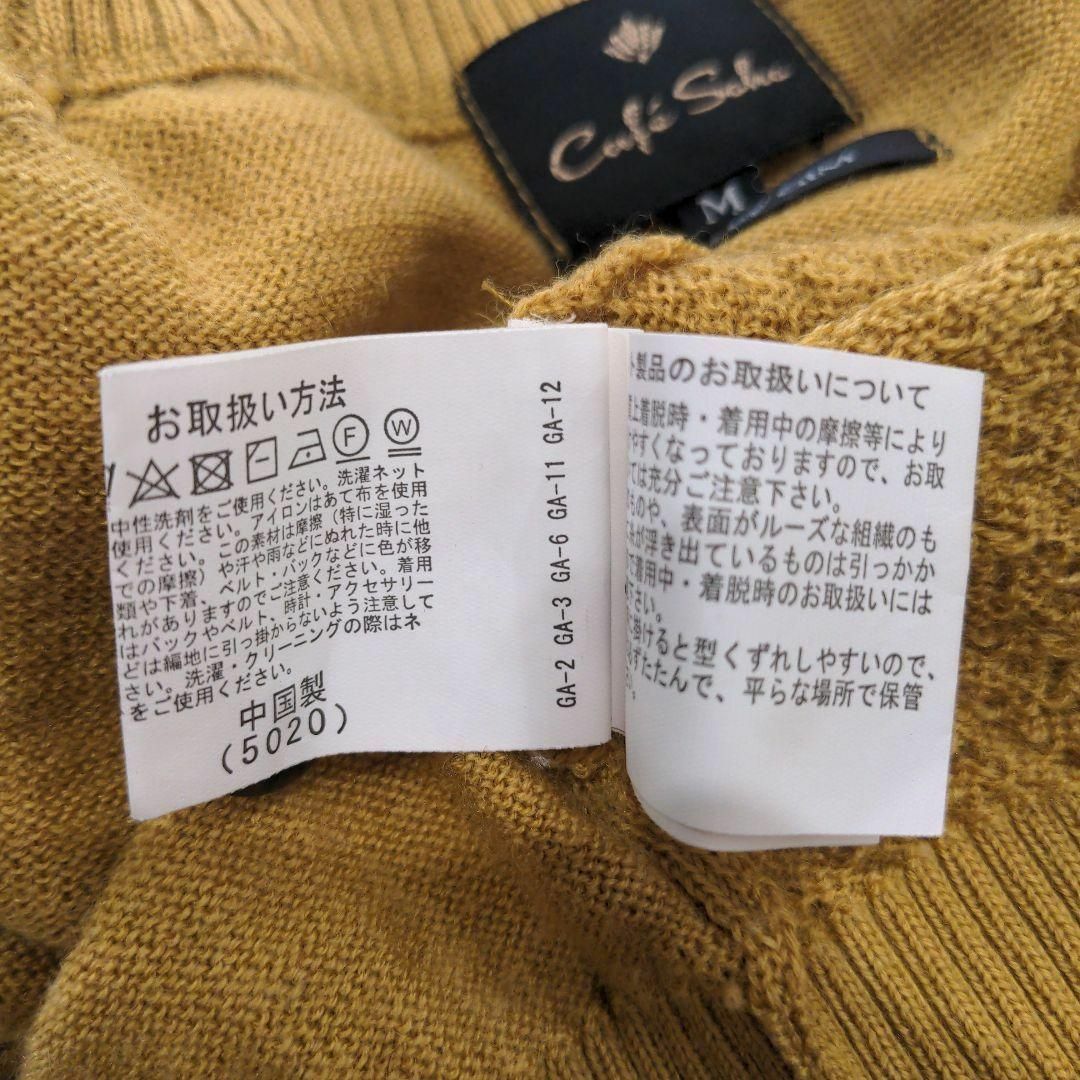 Café Soho
M
お取扱い方法
F W
中性洗剤をご使用ください。洗濯ネット
使用ください。アイロンはあて布を使用
ください。この素材は摩擦(特に湿った
での摩擦)や汗や雨などにぬれた時に他
類や下着、ベルト・バックなどに色が移
れがありますのでご注意ください。着用
はバックやベルト、時計・アクセサリー
どは編地に引っ掛からないよう注意して
さい。洗濯・クリーニングの際はネ
をご使用ください。
中国製
(5020)
GA-2 GA-3 GA-6 GA-11 GA-12
ト製品のお取扱いについて
上着脱時・着用中の摩擦等により
やすくなっておりますので、お取
ては充分ご注意下さい。
ものや、表面がルーズな組織のも
が浮き出ているものは引っかか
で着用中・着脱時のお取扱いには
下さい。
に掛けると型くずれしやすいので、
ずたたんで、平らな場所で保管
い。